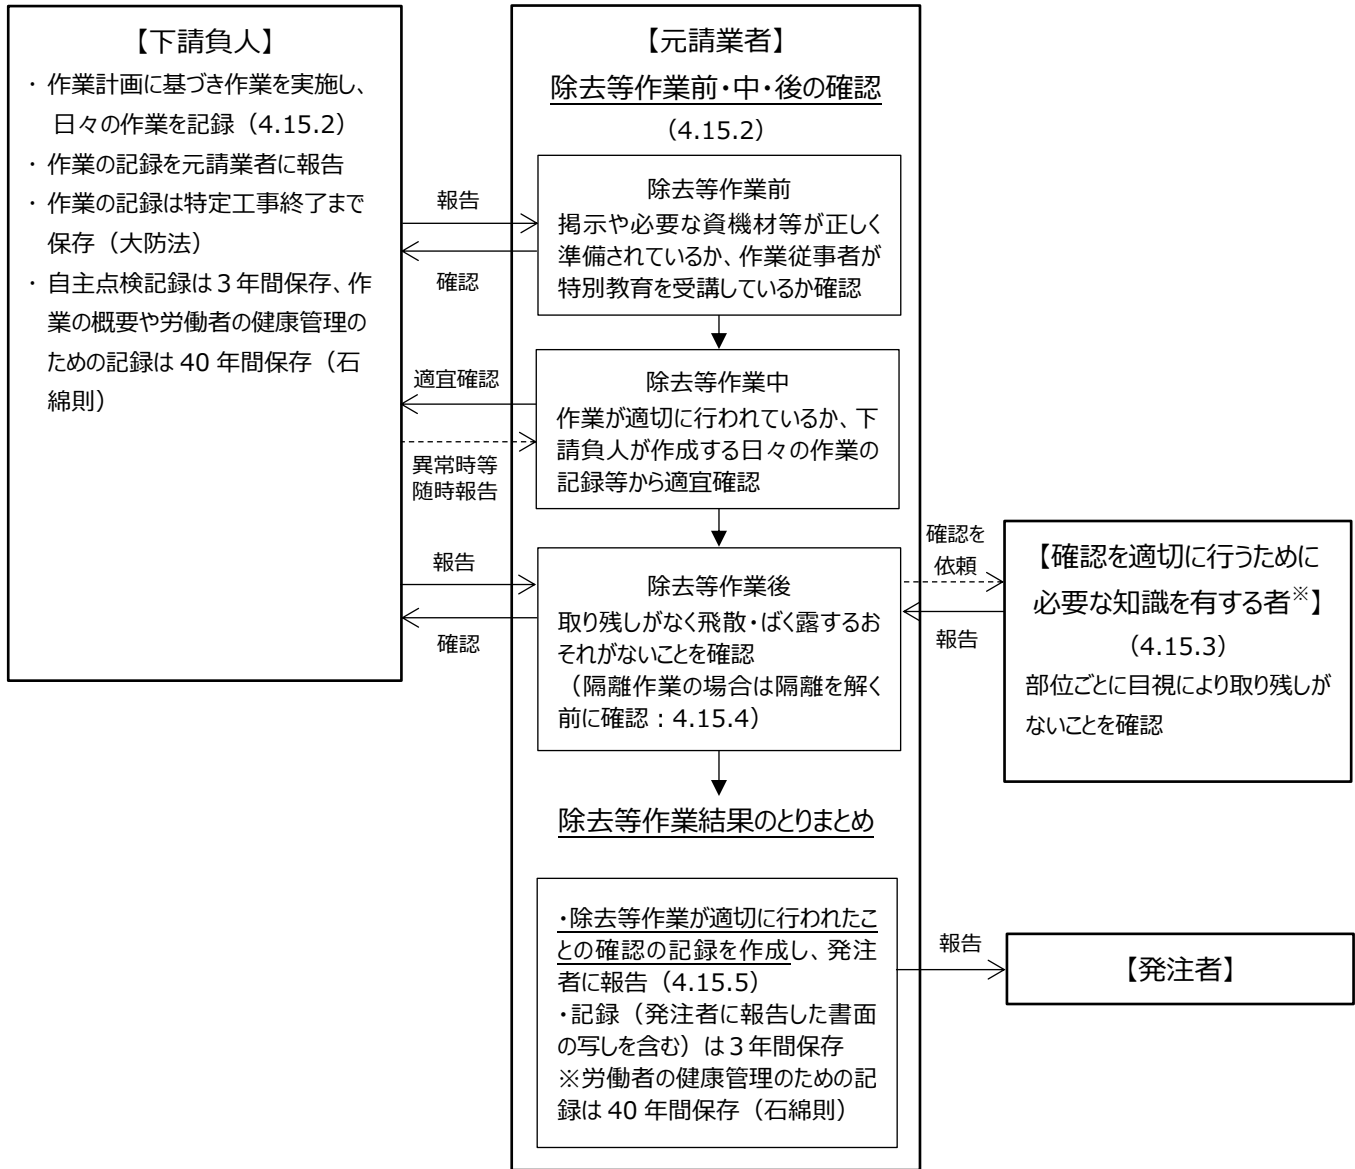 【下請負人】
・ 作業計画に基づき作業を実施し、
日々の作業を記録（4.15.2）
・ 作業の記録を元請業者に報告
・ 作業の記録は特定工事終了まで
保存（大防法）
・ 自主点検記録は３年間保存、作
業の概要や労働者の健康管理の
ための記録は 40 年間保存（石
綿則）
報告
確認
適宜確認
異常時等
随時報告
報告
確認
【元請業者】
除去等作業前・中・後の確認
（4.15.2）
除去等作業前
掲示や必要な資機材等が正しく
準備されているか、作業従事者が
特別教育を受講しているか確認
除去等作業中
作業が適切に行われているか、下
請負人が作成する日々の作業の
記録等から適宜確認
除去等作業後
取り残しがなく飛散・ばく露するお
それがないことを確認
（隔離作業の場合は隔離を解く
前に確認：4.15.4）
除去等作業結果のとりまとめ
・除去等作業が適切に行われたこ
との確認の記録を作成し、発注
者に報告（4.15.5）
・記録（発注者に報告した書面
の写しを含む）は３年間保存
※労働者の健康管理のための記
録は 40 年間保存（石綿則）
確認を
依頼
報告
【確認を適切に行うために
必要な知識を有する者※】
（4.15.3）
部位ごとに目視により取り残しが
ないことを確認
報告
【発注者】